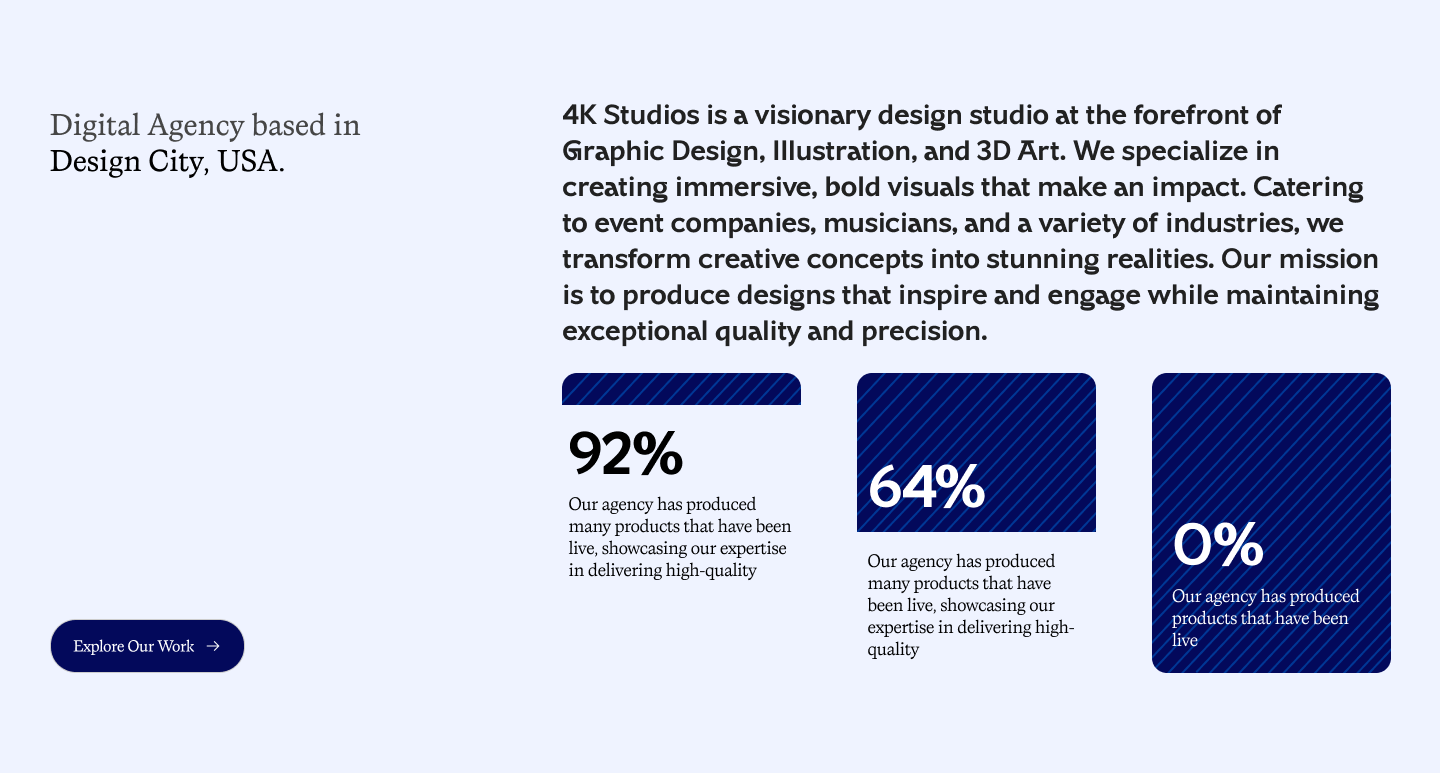 Digital Agency based in
Design City, USA.
4K Studios is a visionary design studio at the forefront of
Graphic Design, Illustration, and 3D Art. We specialize in
creating immersive, bold visuals that make an impact. Catering
to event companies, musicians, and a variety of industries, we
transform creative concepts into stunning realities. Our mission
is to produce designs that inspire and engage while maintaining
exceptional quality and precision.
92%
Our agency has produced
many products that have been
live, showcasing our expertise
in delivering high-quality
64%
Our agency has produced
many products that have
been live, showcasing our
expertise in delivering high-
quality
0%
Our agency has produced
products that have been
live
Explore Our Work →